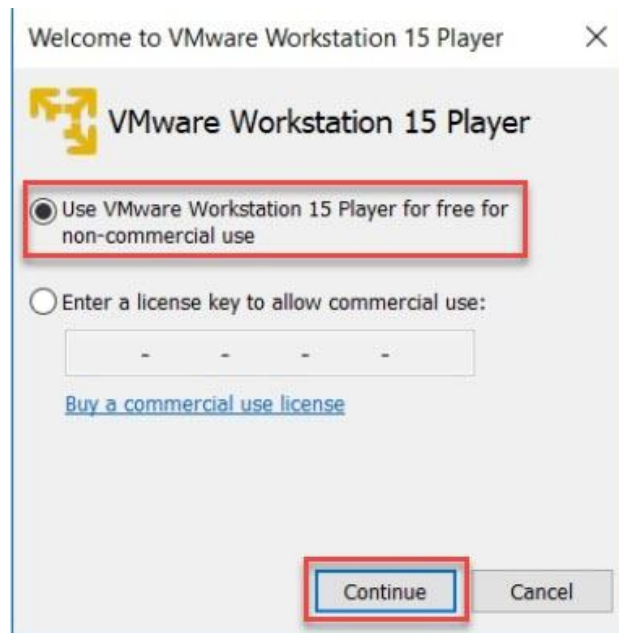 Welcome to VMware Workstation 15 Player
VMware Workstation 15 Player
Use VMware Workstation 15 Player for free for
non-commercial use
Enter a license key to allow commercial use:
- - - -
Buy a commercial use license
Continue Cancel